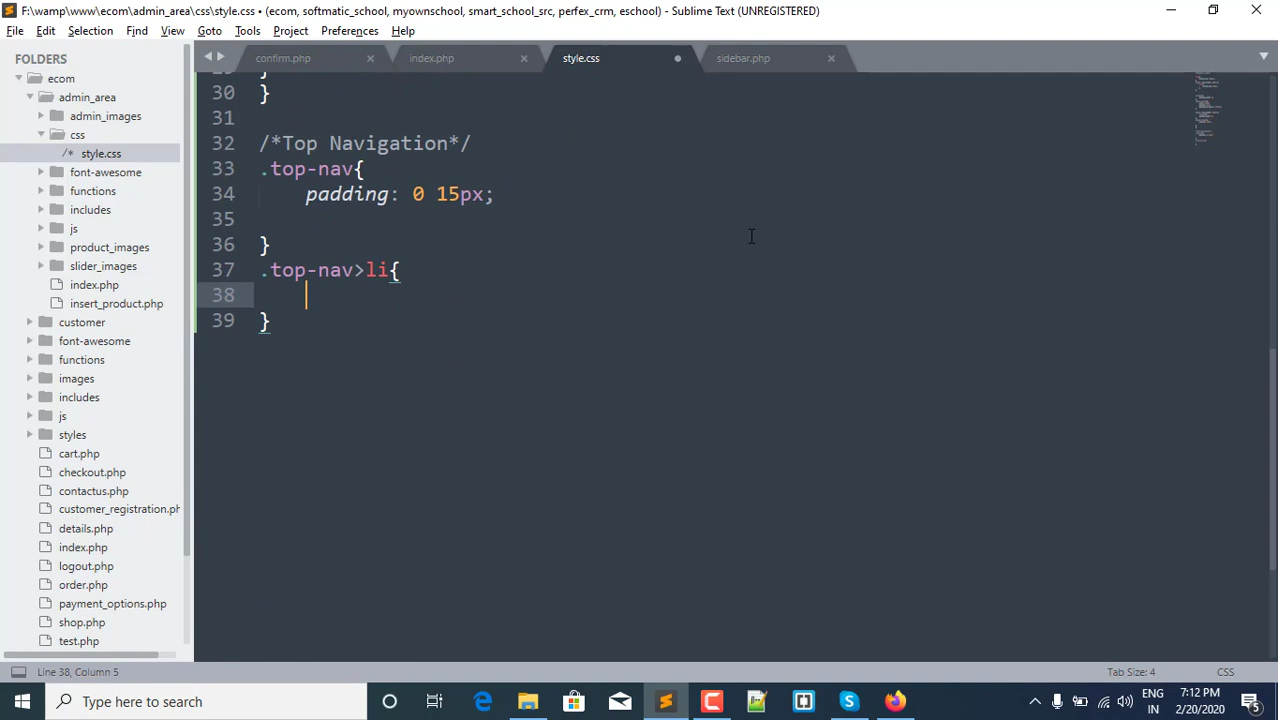 F:\wamp\www\ecom\admin_area\css\style.css • (ecom, softmatic_school, myownschool, smart_school_src, perfex_crm, eschool) - Sublime Text (UNREGISTERED)
File Edit Selection Find View Goto Tools Project Preferences Help
FOLDERS
ecom
admin_area
admin_images
css
/* style.css
font-awesome
functions
includes
js
product_images
slider_images
index.php
insert_product.php
customer
font-awesome
functions
images
includes
js
styles
cart.php
checkout.php
contactus.php
customer_registration.ph
details.php
index.php
logout.php
order.php
payment_options.php
shop.php
test.php
confirm.php index.php style.css sidebar.php
30 }
31
32 /*Top Navigation*/
33 .top-nav{
34 padding: 0 15px;
35
36 }
37 .top-nav>li{
38
39 }
Line 38, Column 5 Tab Size: 4 CSS
Type here to search
ENG
IN
7:12 PM
2/20/2020
5